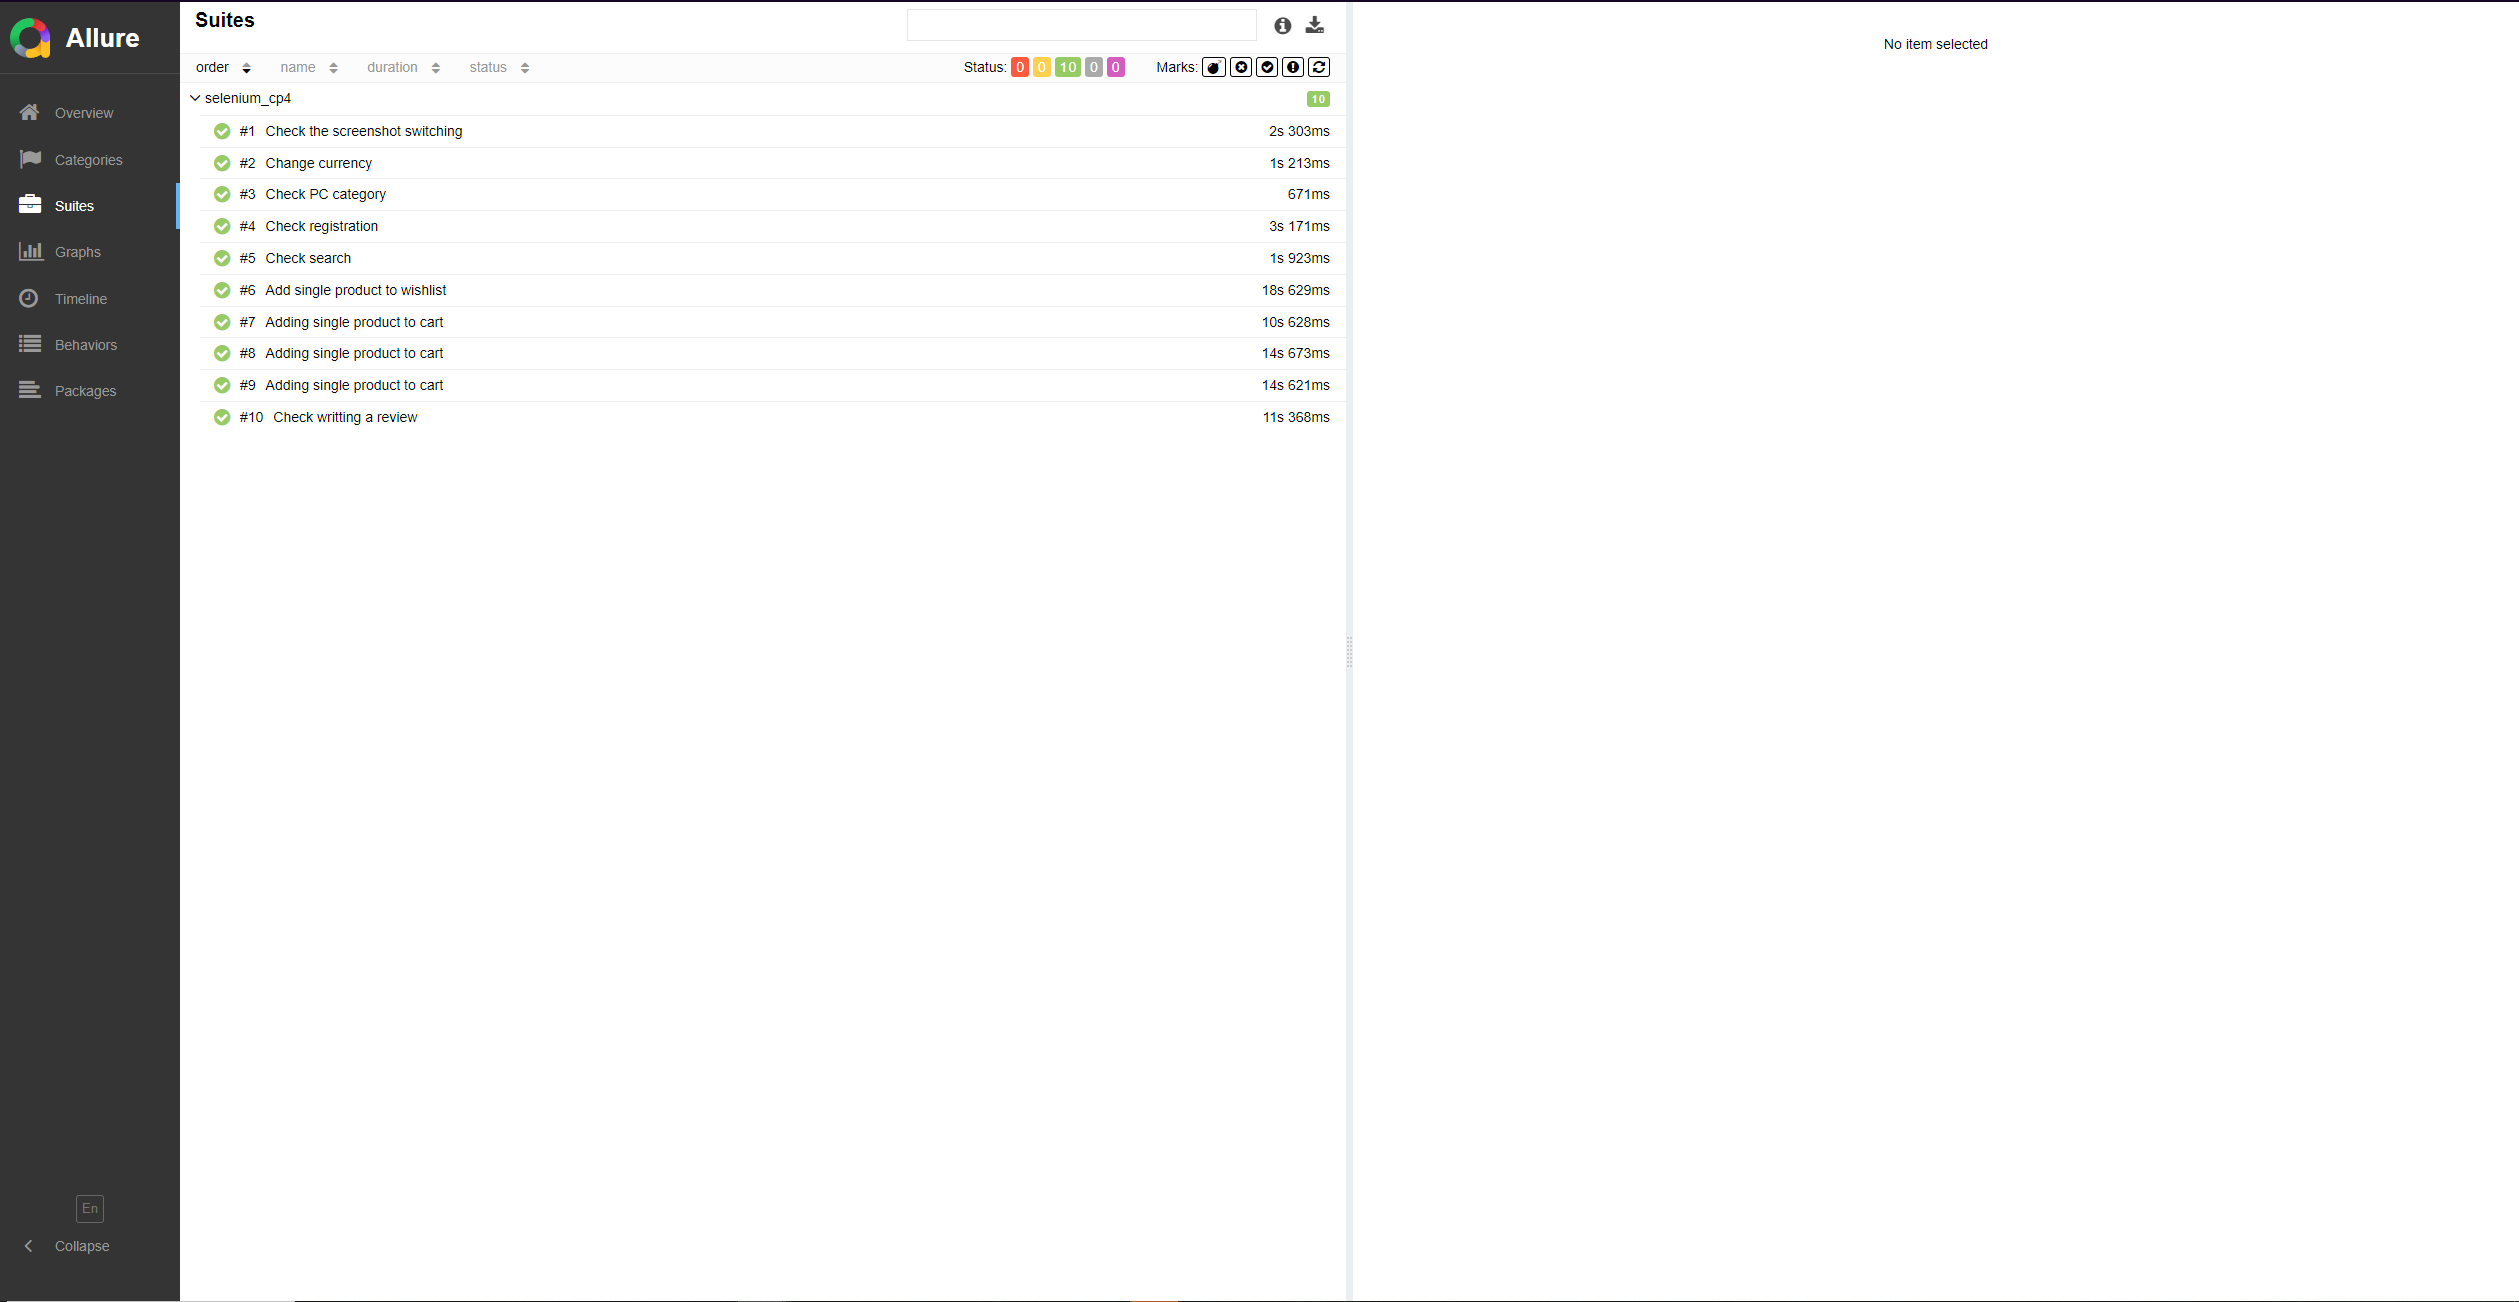 Allure
Overview
Categories
Suites
Graphs
Timeline
Behaviors
Packages
En
Collapse
Suites
order name duration status Status: 0 0 10 0 0 Marks:
selenium_cp4 10
#1 Check the screenshot switching 2s 303ms
#2 Change currency 1s 213ms
#3 Check PC category 671ms
#4 Check registration 3s 171ms
#5 Check search 1s 923ms
#6 Add single product to wishlist 18s 629ms
#7 Adding single product to cart 10s 628ms
#8 Adding single product to cart 14s 673ms
#9 Adding single product to cart 14s 621ms
#10 Check writting a review 11s 368ms
No item selected